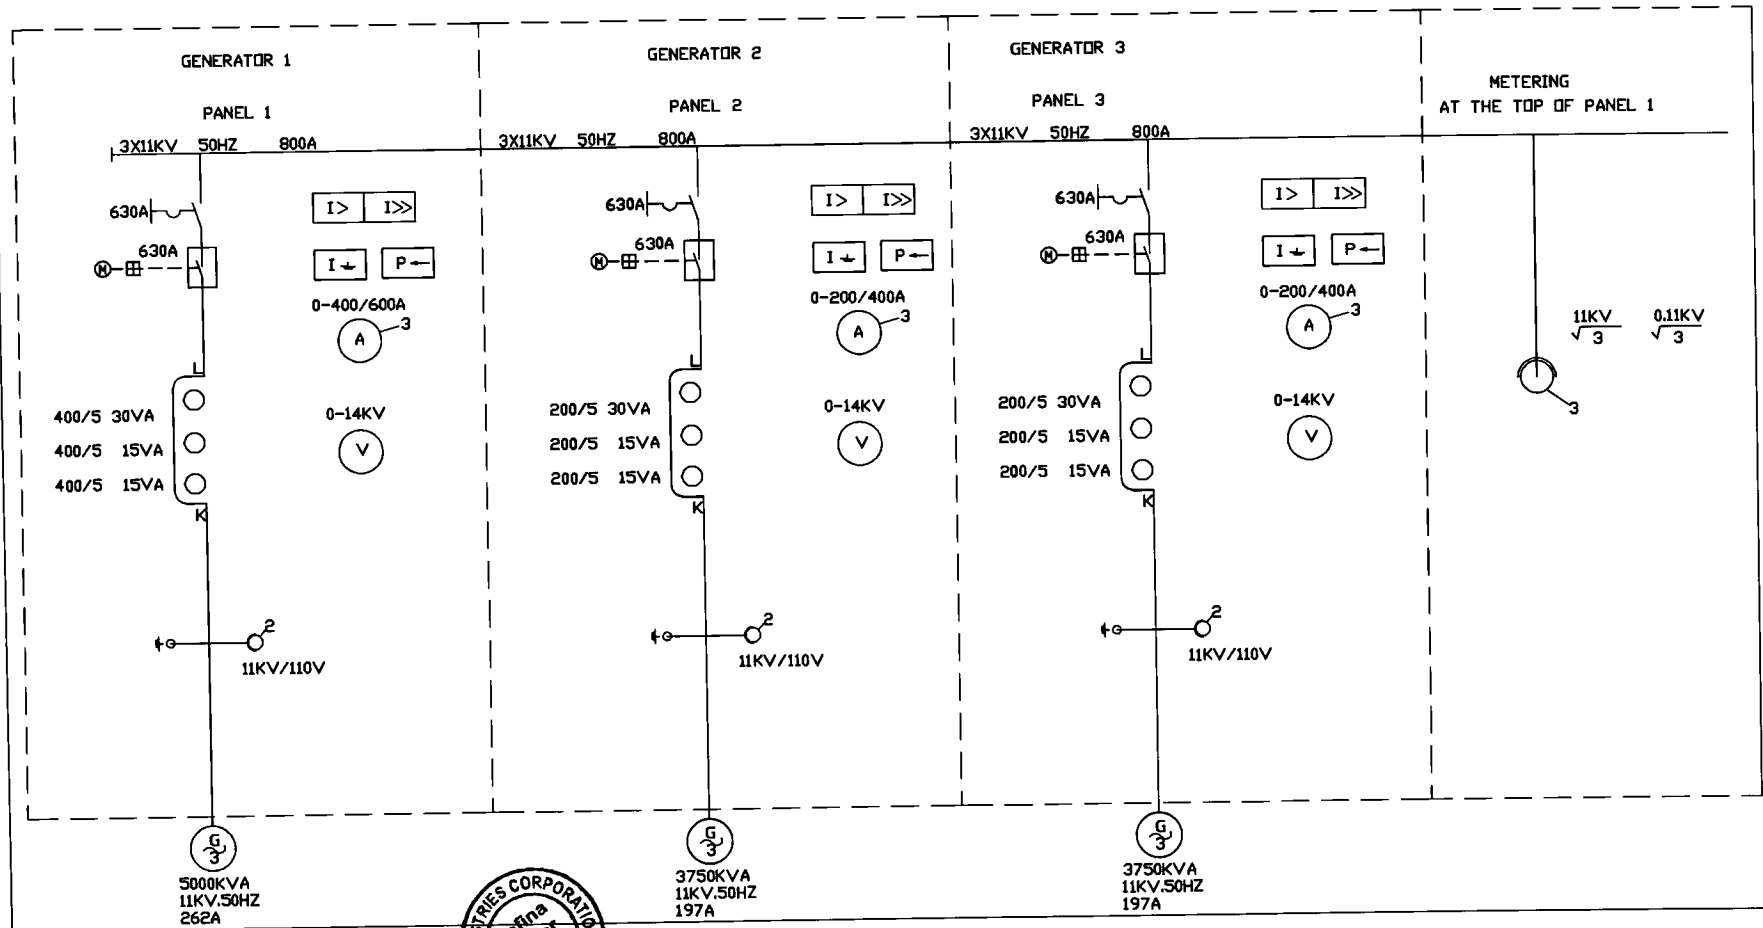 GENERATOR 1
PANEL 1
3X11KV 50HZ 800A
630A
I> I>>
630A
M
I P
0-400/600A
A 3
L
400/5 30VA
400/5 15VA
400/5 15VA
0-14KV
V
K
2
11KV/110V
G
3
5000KVA
11KV.50HZ
262A
GENERATOR 2
PANEL 2
3X11KV 50HZ 800A
630A
I> I>>
630A
M
I P
0-200/400A
A 3
L
200/5 30VA
200/5 15VA
200/5 15VA
0-14KV
V
K
2
11KV/110V
G
3
3750KVA
11KV.50HZ
197A
GENERATOR 3
PANEL 3
3X11KV 50HZ 800A
630A
I> I>>
630A
M
I P
0-200/400A
A 3
L
200/5 30VA
200/5 15VA
200/5 15VA
0-14KV
V
K
2
11KV/110V
G
3
3750KVA
11KV.50HZ
197A
METERING
AT THE TOP OF PANEL 1
11KV 0.11KV
√3 √3
3
CORPORATIO